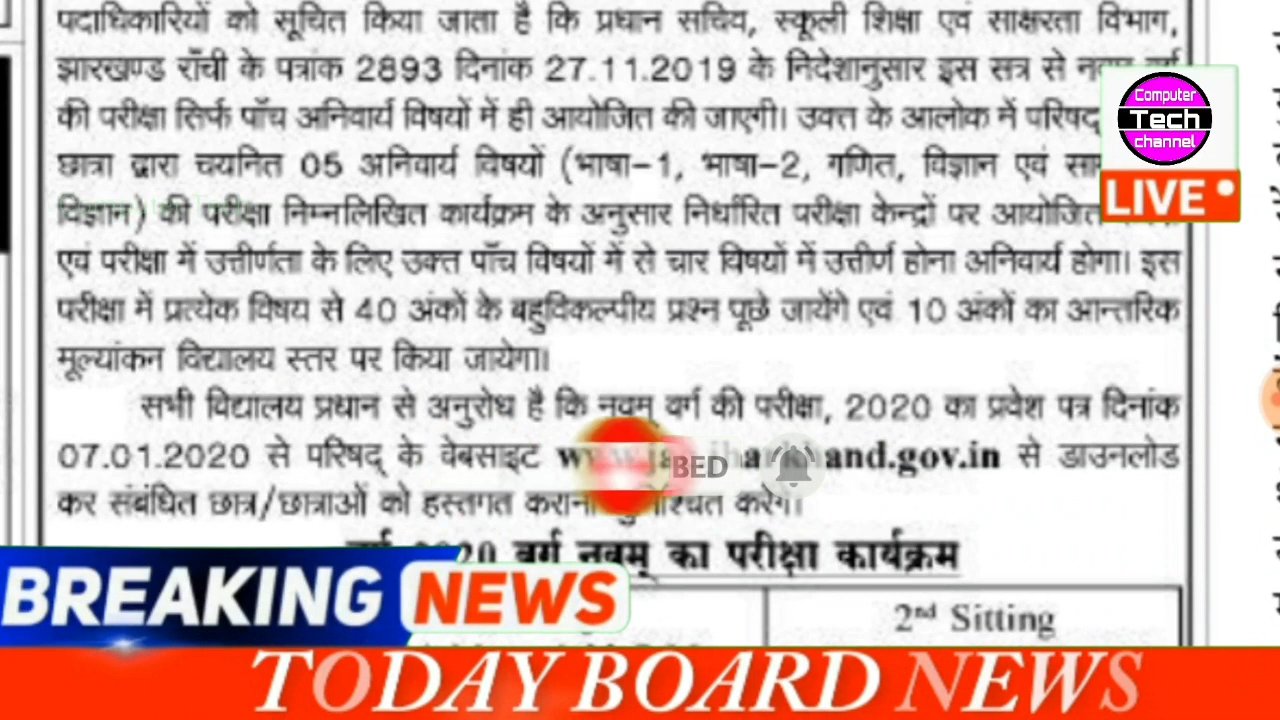 पदाधिकारियों को सूचित किया जाता है कि प्रधान सचिव, स्कूली शिक्षा एवं साक्षरता विभाग,
झारखण्ड राँची के पत्रांक 2893 दिनांक 27.11.2019 के निदेशानुसार इस सत्र से
की परीक्षा सिर्फ पाँच अनिवार्य विषयों में ही आयोजित की जाएगी। उक्त के आलोक में परिषद्
छात्रा द्वारा चयनित 05 अनिवार्य विषयों (भाषा-1, भाषा-2, गणित, विज्ञान एवं
विज्ञान) की परीक्षा निम्नलिखित कार्यक्रम के अनुसार निर्धारित परीक्षा केन्द्रों पर आयोजित
एवं परीक्षा में उत्तीर्णता के लिए उक्त पाँच विषयों में से चार विषयों में उत्तीर्ण होना अनिवार्य होगा। इस
परीक्षा में प्रत्येक विषय से 40 अंकों के बहुविकल्पीय प्रश्न पूछे जायेंगे एवं 10 अंकों का आन्तरिक
मूल्यांकन विद्यालय स्तर पर किया जायेगा।
सभी विद्यालय प्रधान से अनुरोध है कि नवम् वर्ग की परीक्षा, 2020 का प्रवेश पत्र दिनांक
07.01.2020 से परिषद् के वेबसाइट से डाउनलोड
कर संबंधित छात्र/छात्राओं को हस्तगत कराना करेंगे।
वर्ग नवम् का परीक्षा कार्यक्रम
2nd Sitting
Computer
Tech
channel
LIVE
BED
BREAKING NEWS
TODAY BOARD NEWS